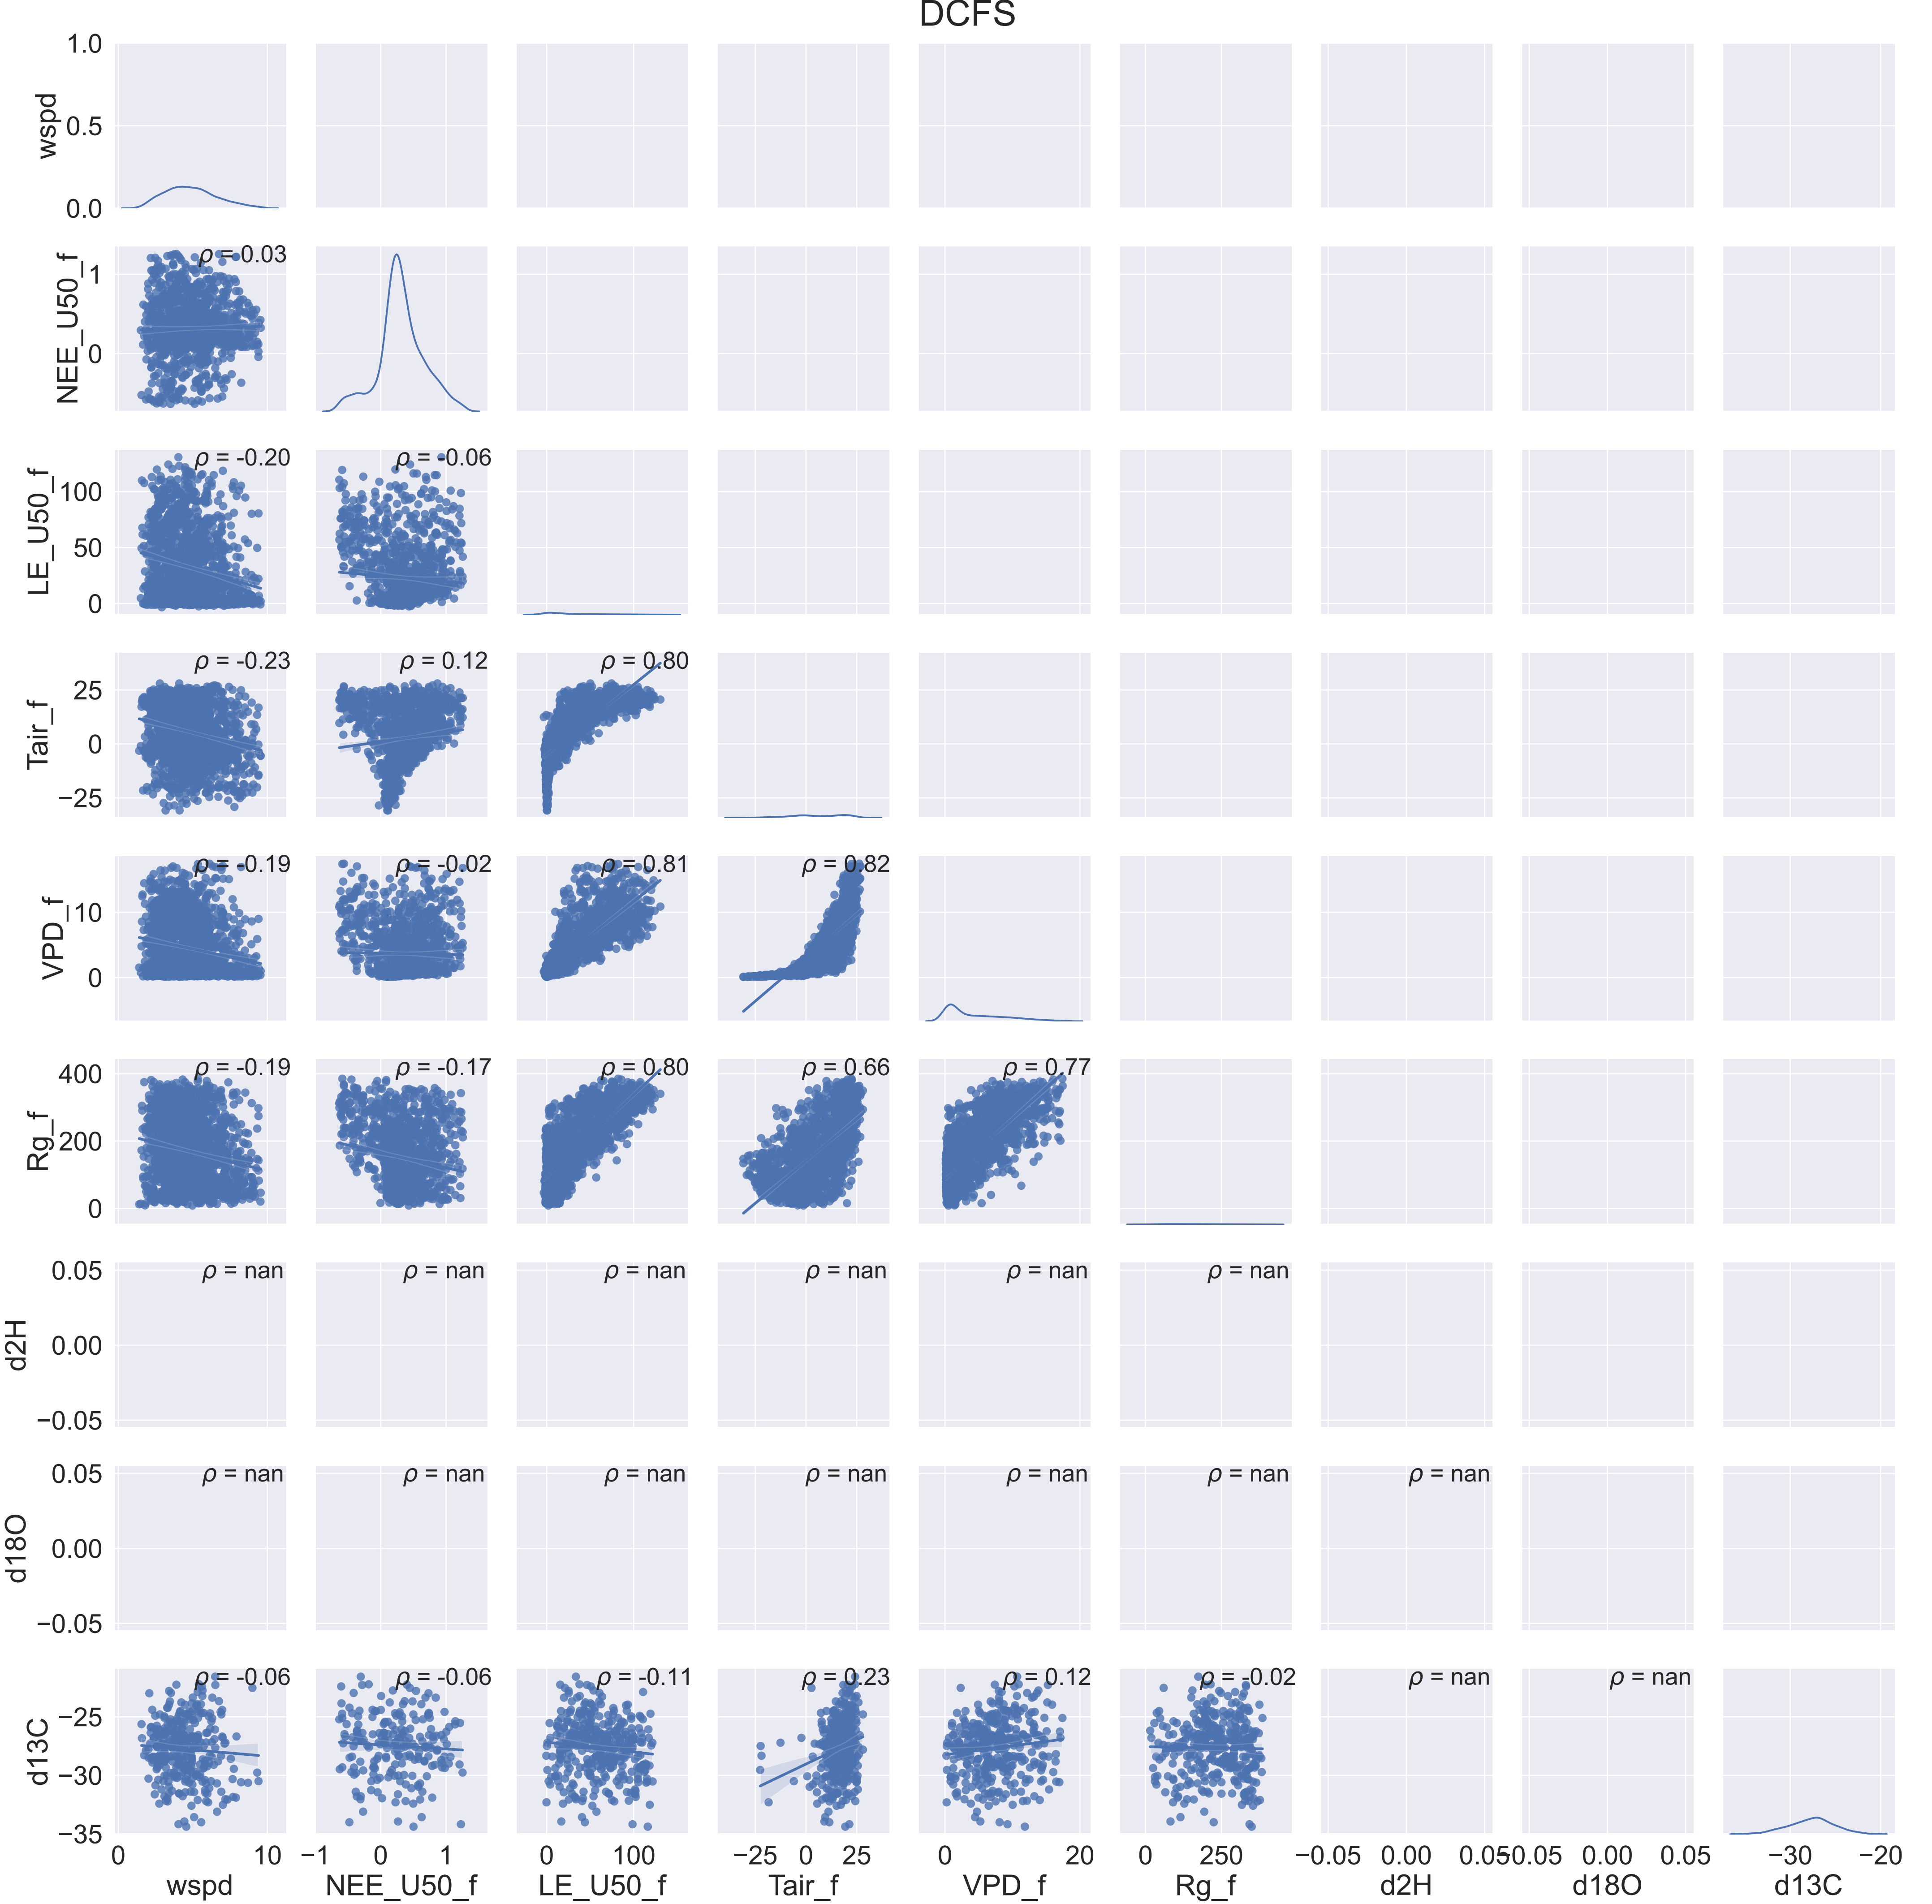 DCFS
1.0
0.5
0.0
wspd
ρ = 0.03
1
0
NEE_U50_f
ρ = -0.20
ρ = -0.06
100
50
0
LE_U50_f
ρ = -0.23
ρ = 0.12
ρ = 0.80
25
0
−25
Tair_f
ρ = -0.19
ρ = -0.02
ρ = 0.81
ρ = 0.82
10
0
VPD_f
ρ = -0.19
ρ = -0.17
ρ = 0.80
ρ = 0.66
ρ = 0.77
400
200
0
Rg_f
ρ = nan
ρ = nan
ρ = nan
ρ = nan
ρ = nan
ρ = nan
0.05
0.00
−0.05
d2H
ρ = nan
ρ = nan
ρ = nan
ρ = nan
ρ = nan
ρ = nan
ρ = nan
0.05
0.00
−0.05
d18O
ρ = -0.06
ρ = -0.06
ρ = -0.11
ρ = 0.23
ρ = 0.12
ρ = -0.02
ρ = nan
ρ = nan
−25
−30
−35
d13C
0 10
−1 0 1
0 100
−25 0 25
0 20
0 250
−0.05 0.00 0.05
−0.05 0.00 0.05
−30 −20
wspd
NEE_U50_f
LE_U50_f
Tair_f
VPD_f
Rg_f
d2H
d18O
d13C